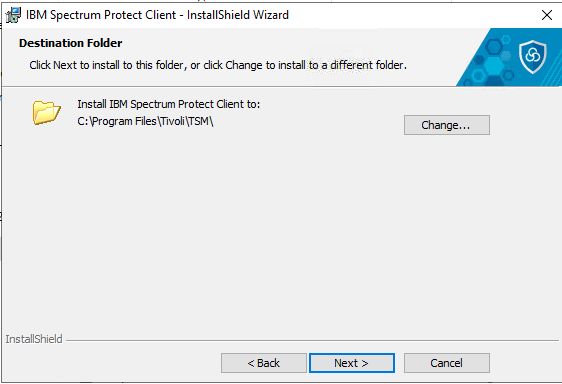 IBM Spectrum Protect Client - InstallShield Wizard
Destination Folder
Click Next to install to this folder, or click Change to install to a different folder.
Install IBM Spectrum Protect Client to:
C:\Program Files\Tivoli\TSM\
Change...
InstallShield
< Back
Next >
Cancel